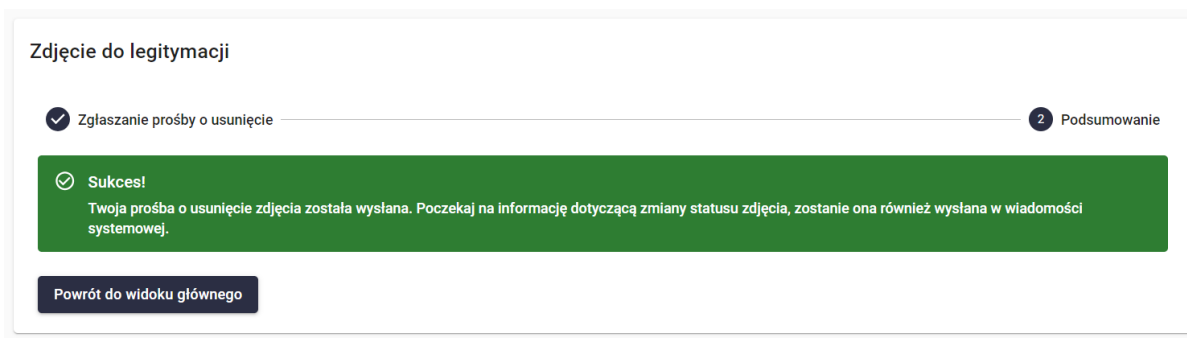 Zdjęcie do legitymacji
Zgłaszanie prośby o usunięcie
2 Podsumowanie
Sukces!
Twoja prośba o usunięcie zdjęcia została wysłana. Poczekaj na informację dotyczącą zmiany statusu zdjęcia, zostanie ona również wysłana w wiadomości
systemowej.
Powrót do widoku głównego